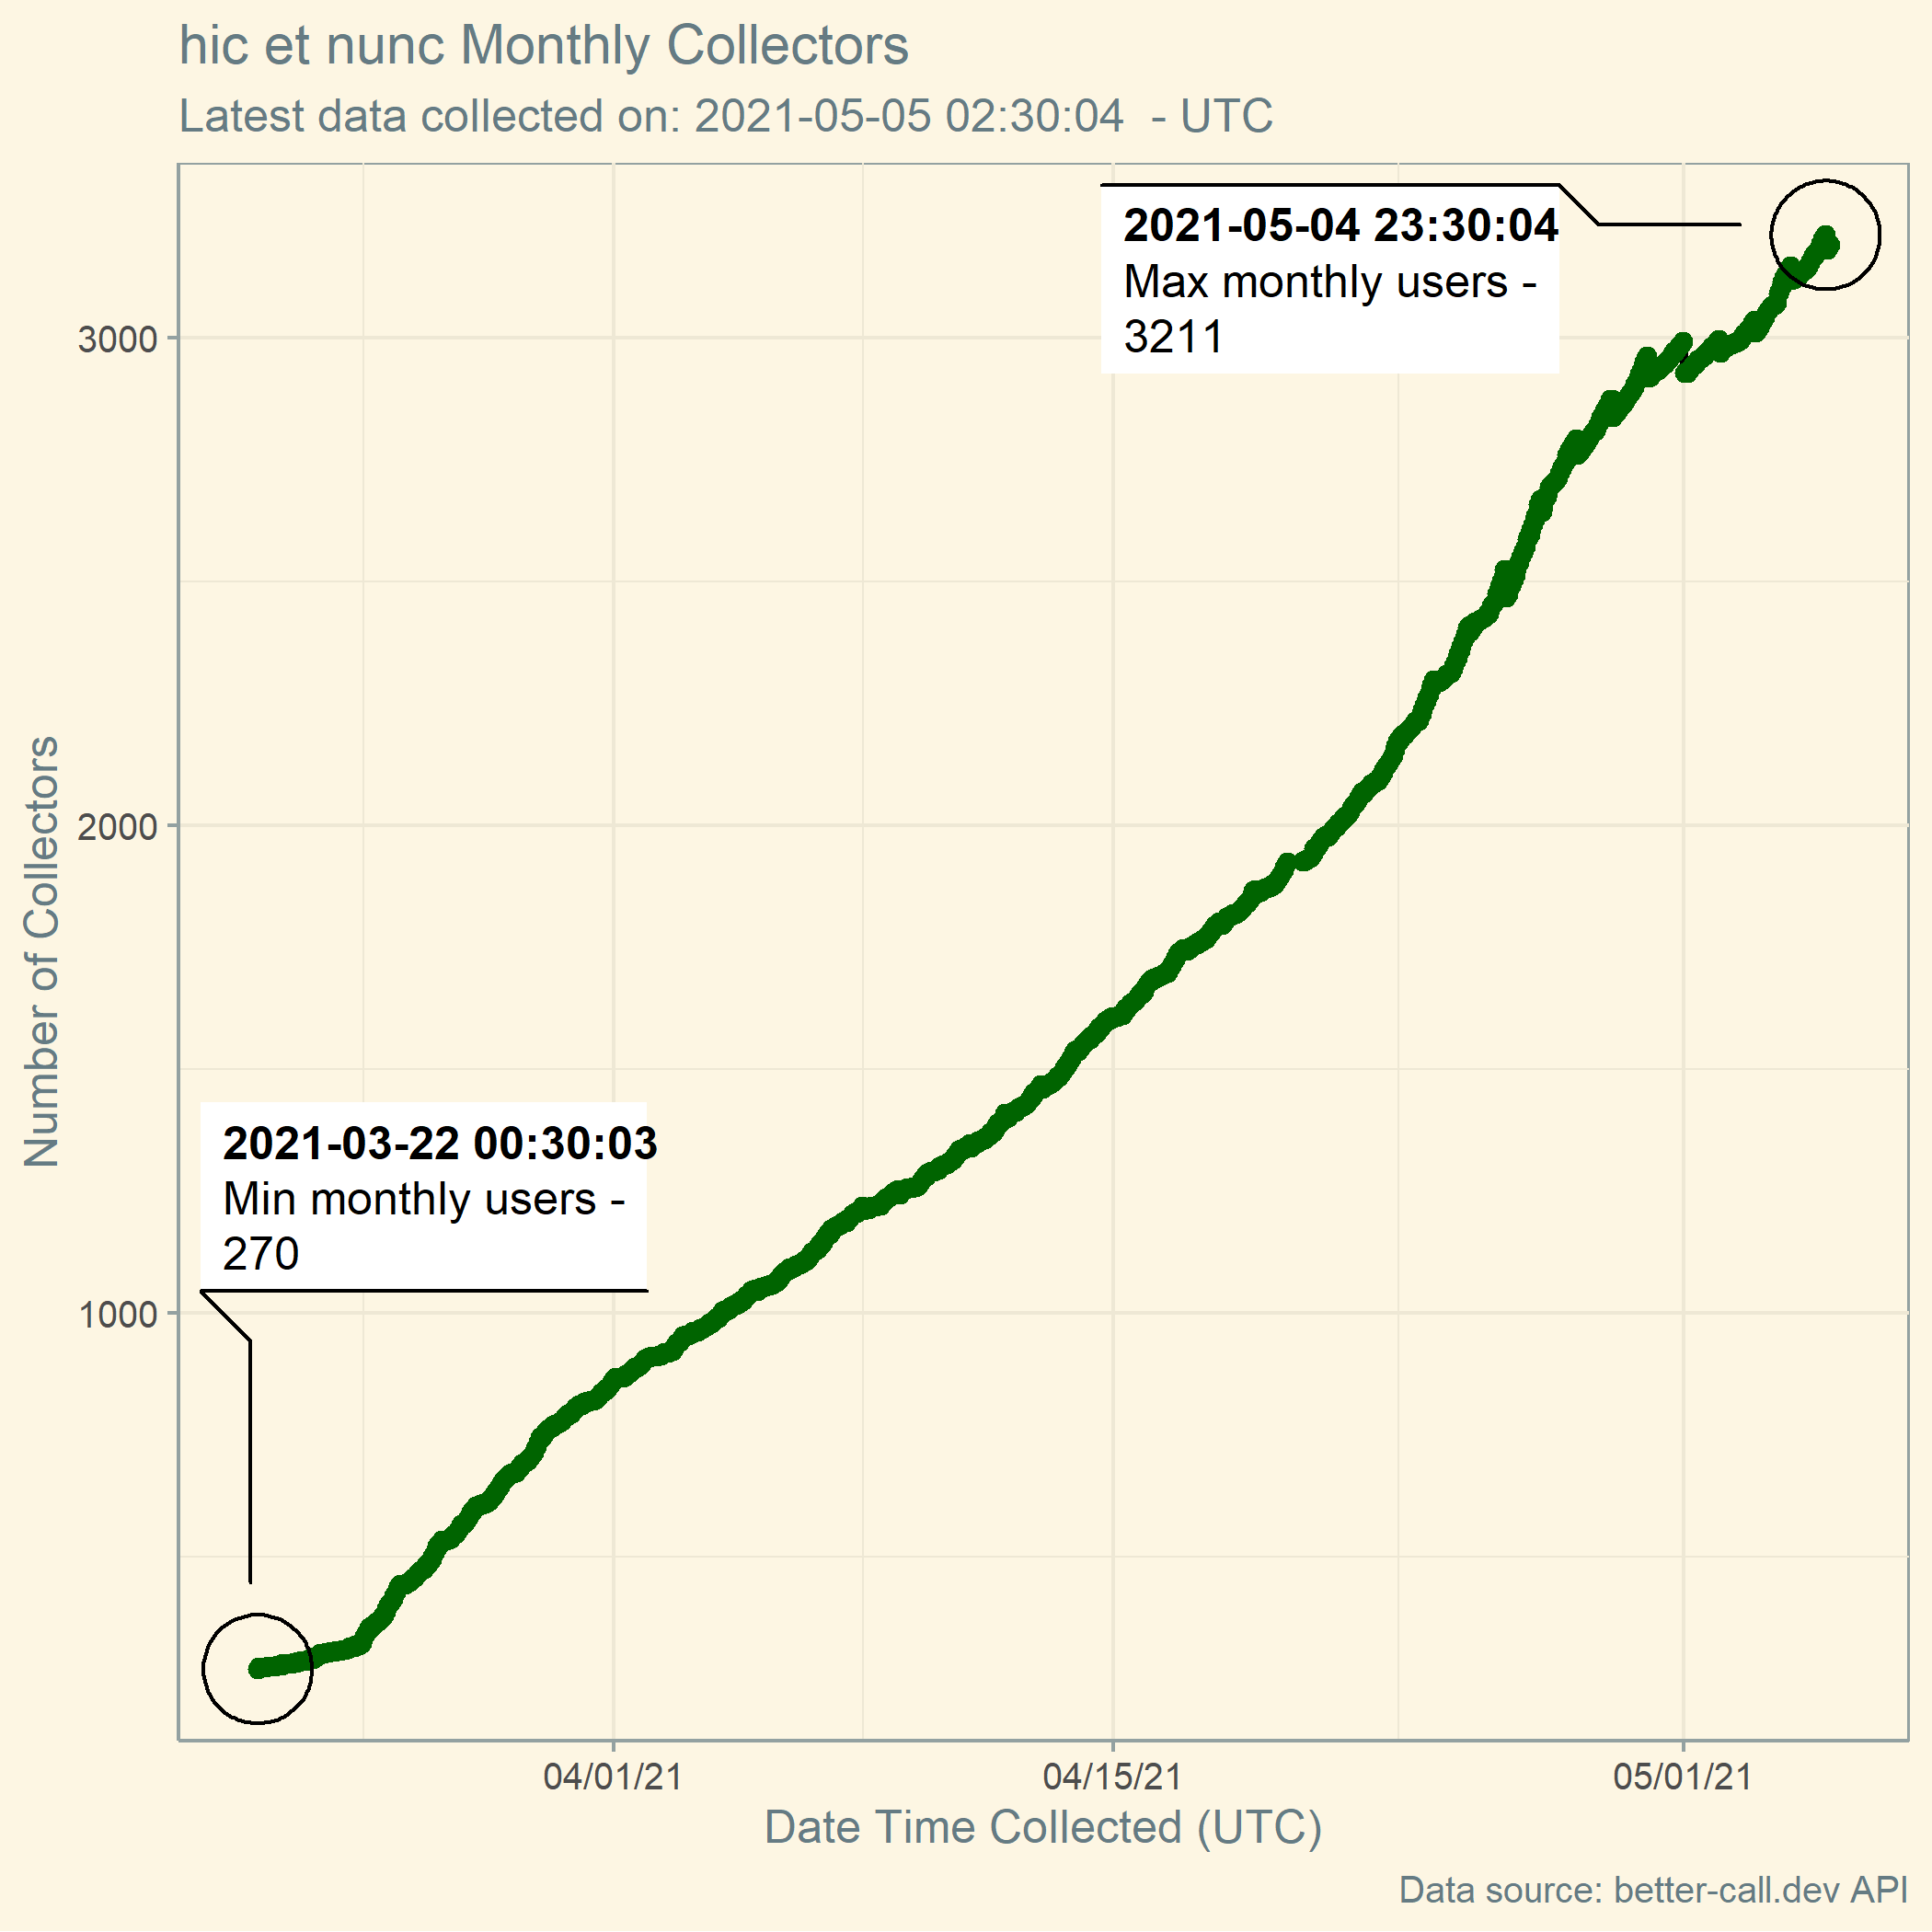 hic et nunc Monthly Collectors
Latest data collected on: 2021-05-05 02:30:04  - UTC
2021-05-04 23:30:04
Max monthly users -
3211
3000
2000
1000
Number of Collectors
2021-03-22 00:30:03
Min monthly users -
270
04/01/21
04/15/21
05/01/21
Date Time Collected (UTC)
Data source: better-call.dev API